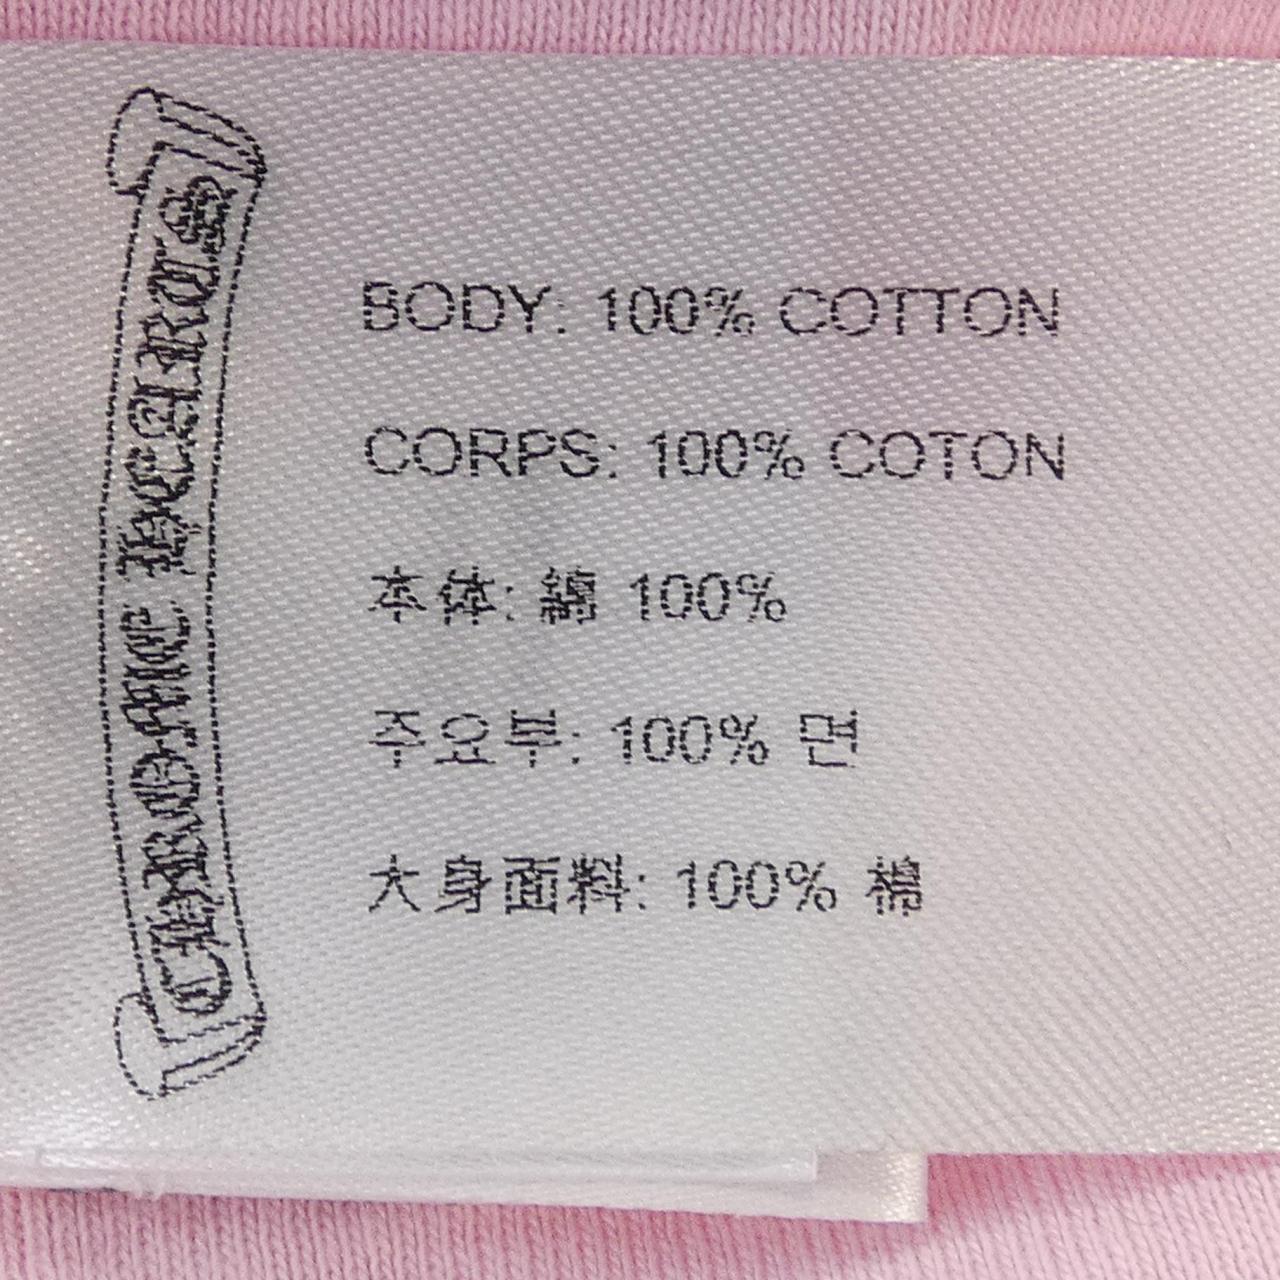 CHROME HEARTS
BODY: 100% COTTON
CORPS: 100% COTON
本体: 綿 100%
주요부: 100% 면
大身面料: 100% 棉